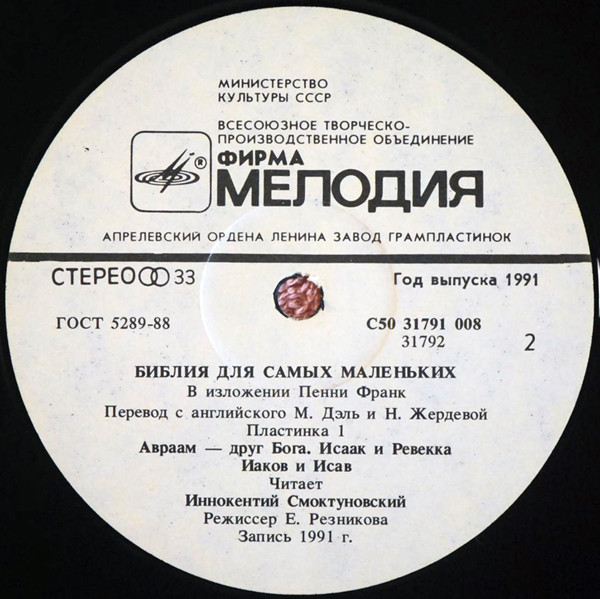 МИНИСТЕРСТВО
КУЛЬТУРЫ СССР
ВСЕСОЮЗНОЕ ТВОРЧЕСКО-
ПРОИЗВОДСТВЕННОЕ ОБЪЕДИНЕНИЕ
® ФИРМА
МЕЛОДИЯ
АПРЕЛЕВСКИЙ ОРДЕНА ЛЕНИНА ЗАВОД ГРАМПЛАСТИНОК
СТЕРЕО 33
Год выпуска 1991
ГОСТ 5289-88
С50 31791 008
31792
2
БИБЛИЯ ДЛЯ САМЫХ МАЛЕНЬКИХ
В изложении Пенни Франк
Перевод с английского М. Дэль и Н. Жердевой
Пластинка 1
Авраам — друг Бога. Исаак и Ревекка
Иаков и Исав
Читает
Иннокентий Смоктуновский
Режиссер Е. Резникова
Запись 1991 г.